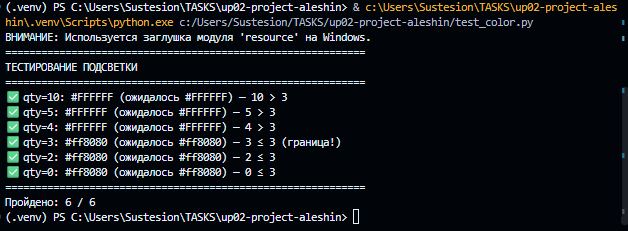 (.venv) PS C:\Users\Sustesion\TASKS\up02-project-aleshin> & c:\Users\Sustesion\TASKS\up02-project-ales
hin\.venv\Scripts\python.exe c:/Users/Sustesion/TASKS/up02-project-aleshin/test_color.py
ВНИМАНИЕ: Используется заглушка модуля 'resource' на Windows.
============================================================
ТЕСТИРОВАНИЕ ПОДСВЕТКИ
============================================================
✅ qty=10: #FFFFFF (ожидалось #FFFFFF) — 10 > 3
✅ qty=5: #FFFFFF (ожидалось #FFFFFF) — 5 > 3
✅ qty=4: #FFFFFF (ожидалось #FFFFFF) — 4 > 3
✅ qty=3: #ff8080 (ожидалось #ff8080) — 3 ≤ 3 (граница!)
✅ qty=2: #ff8080 (ожидалось #ff8080) — 2 ≤ 3
✅ qty=0: #ff8080 (ожидалось #ff8080) — 0 ≤ 3
============================================================
Пройдено: 6 / 6
(.venv) PS C:\Users\Sustesion\TASKS\up02-project-aleshin>